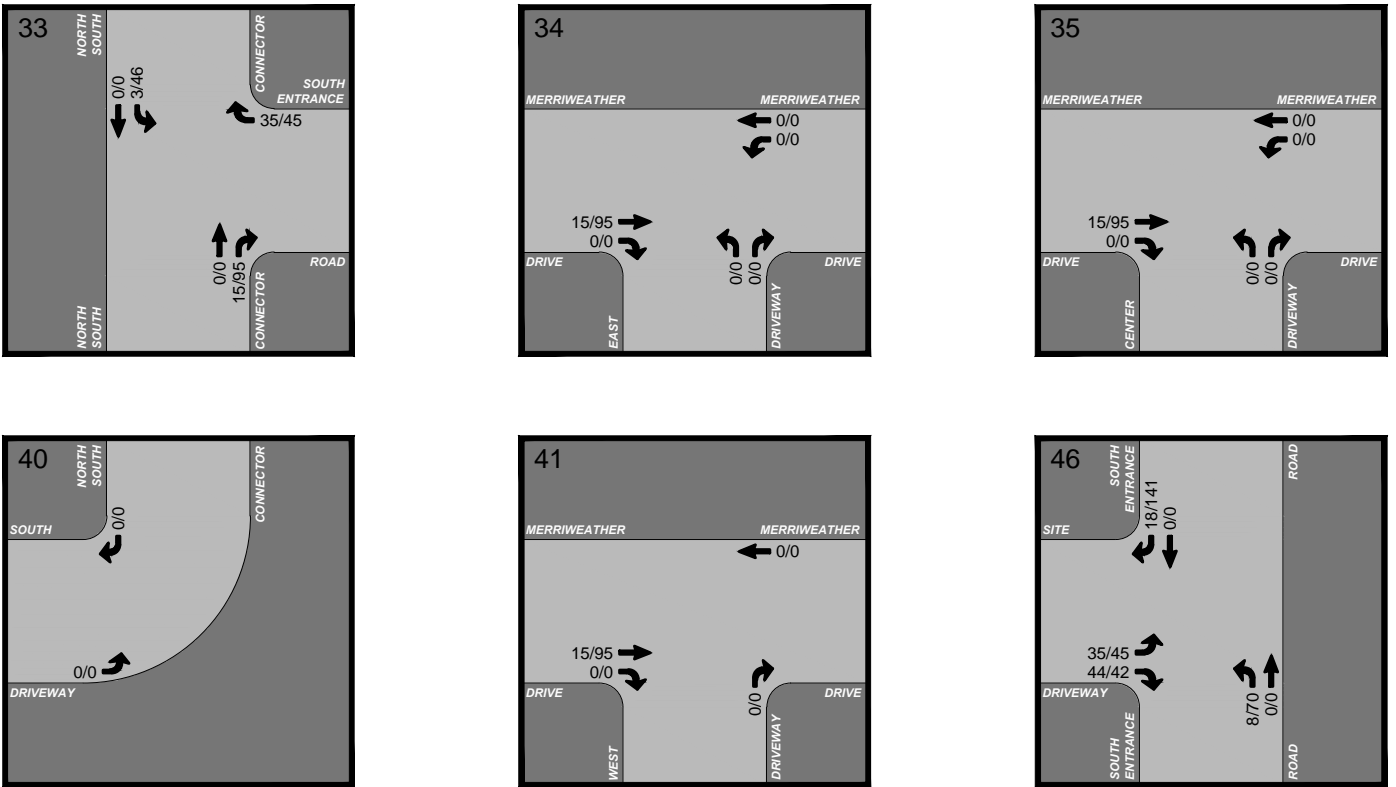 33
NORTH
SOUTH
CONNECTOR
SOUTH
ENTRANCE
0/0
3/46
35/45
0/0
15/95
ROAD
NORTH
SOUTH
CONNECTOR
34
MERRIWEATHER
MERRIWEATHER
0/0
0/0
15/95
0/0
DRIVE
0/0
0/0
DRIVE
EAST
DRIVEWAY
35
MERRIWEATHER
MERRIWEATHER
0/0
0/0
15/95
0/0
DRIVE
0/0
0/0
DRIVE
CENTER
DRIVEWAY
40
NORTH
SOUTH
CONNECTOR
SOUTH
0/0
0/0
DRIVEWAY
41
MERRIWEATHER
MERRIWEATHER
0/0
15/95
0/0
DRIVE
0/0
DRIVE
WEST
DRIVEWAY
46
SOUTH
ENTRANCE
ROAD
SITE
18/141
0/0
35/45
44/42
DRIVEWAY
8/70
0/0
SOUTH
ENTRANCE
ROAD